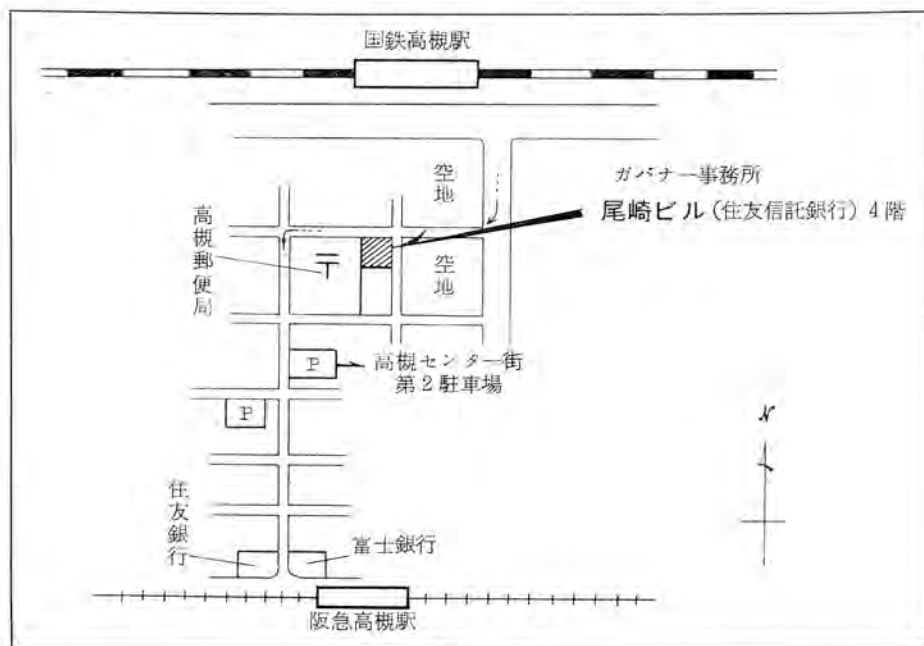 国鉄高槻駅
ガバナー事務所
尾崎ビル(住友信託銀行)4階
空地
高槻郵便局
〒
空地
P
高槻センター街
第2駐車場
P
N
住友銀行
富士銀行
阪急高槻駅